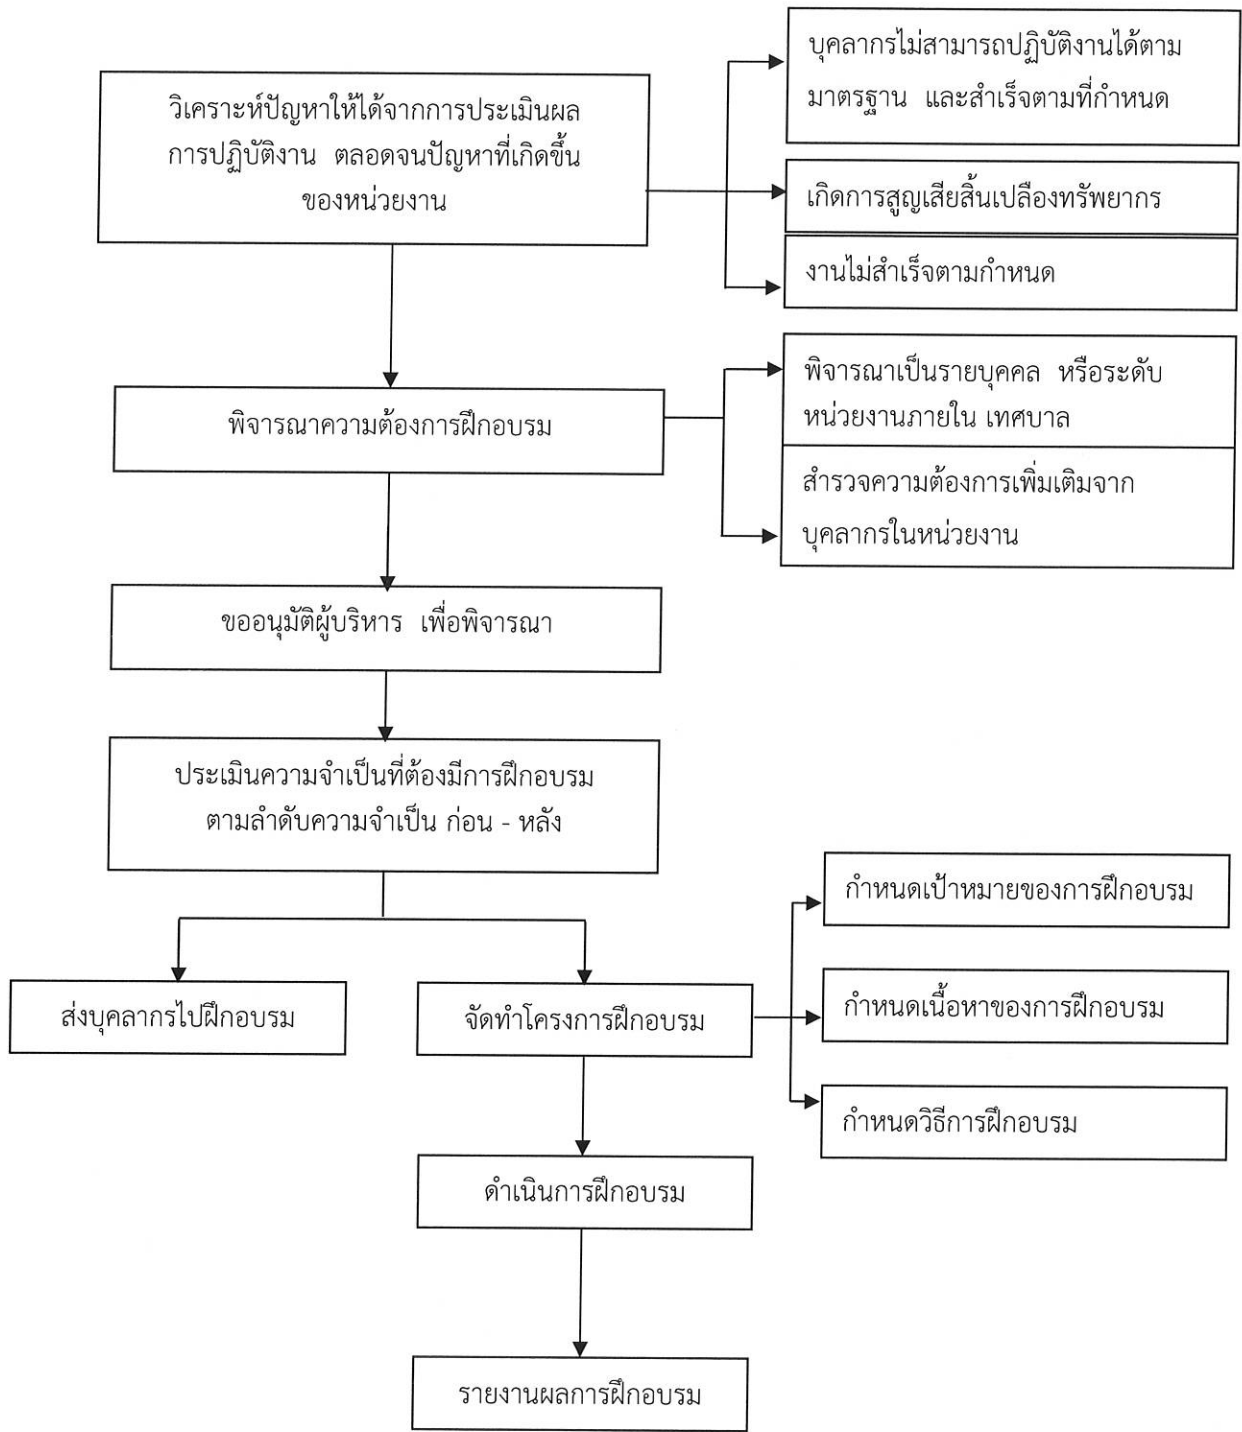 บุคลากรไม่สามารถปฏิบัติงานได้ตาม
มาตรฐาน และสำเร็จตามที่กำหนด
วิเคราะห์ปัญหาให้ได้จากการประเมินผล
การปฏิบัติงาน ตลอดจนปัญหาที่เกิดขึ้น
ของหน่วยงาน
เกิดการสูญเสียสิ้นเปลืองทรัพยากร
งานไม่สำเร็จตามกำหนด
พิจารณาความต้องการฝึกอบรม
พิจารณาเป็นรายบุคคล หรือระดับ
หน่วยงานภายใน เทศบาล
สำรวจความต้องการเพิ่มเติมจาก
บุคลากรในหน่วยงาน
ขออนุมัติผู้บริหาร เพื่อพิจารณา
ประเมินความจำเป็นที่ต้องมีการฝึกอบรม
ตามลำดับความจำเป็น ก่อน - หลัง
ส่งบุคลากรไปฝึกอบรม
จัดทำโครงการฝึกอบรม
กำหนดเป้าหมายของการฝึกอบรม
กำหนดเนื้อหาของการฝึกอบรม
กำหนดวิธีการฝึกอบรม
ดำเนินการฝึกอบรม
รายงานผลการฝึกอบรม